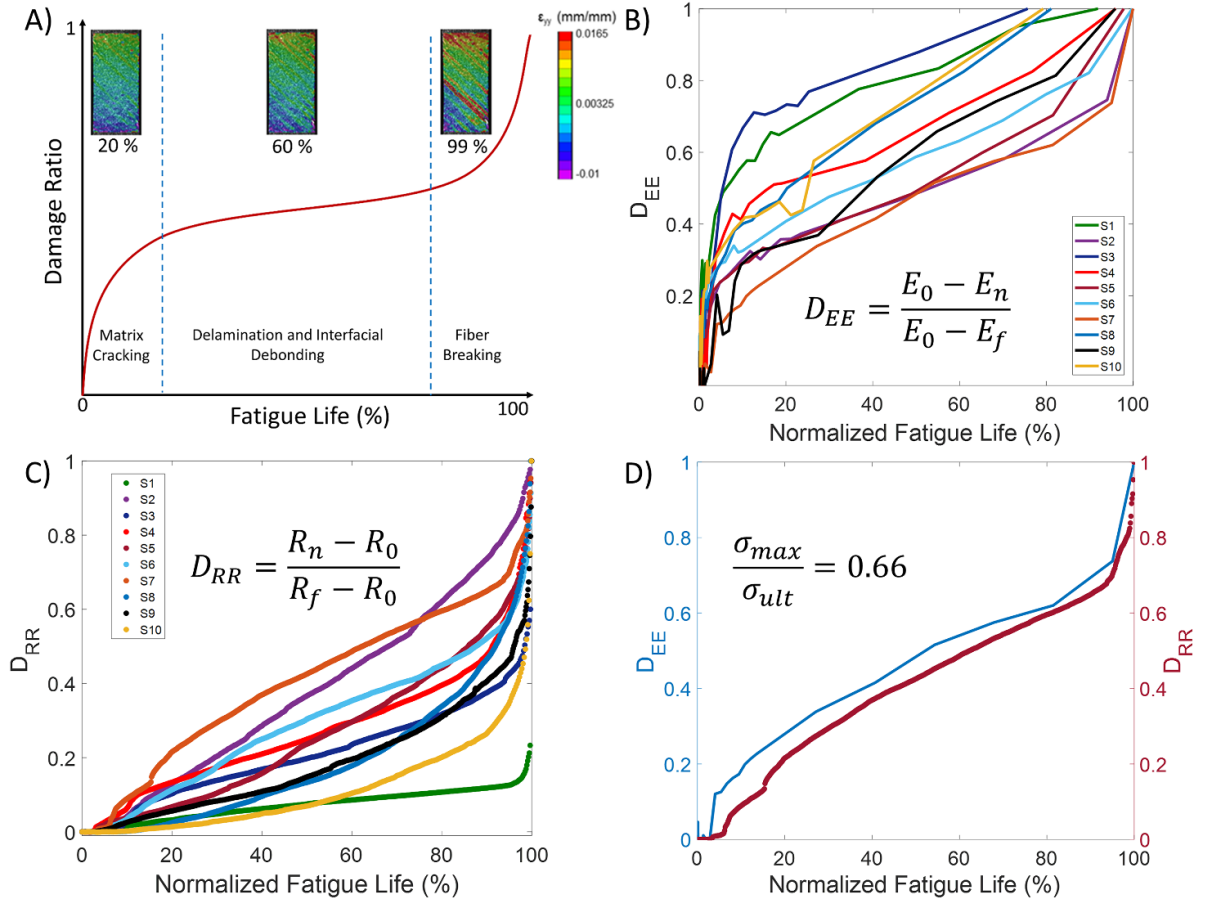 A)
1
ε_yy (mm/mm)
0.0165
0.00325
-0.01
20 %
60 %
99 %
Damage Ratio
Matrix
Cracking
Delamination and Interfacial
Debonding
Fiber
Breaking
0
100
Fatigue Life (%)
B)
1
0.8
0.6
0.4
0.2
D_EE
D_EE = (E_0 − E_n) / (E_0 − E_f)
S1
S2
S3
S4
S5
S6
S7
S8
S9
S10
0 20 40 60 80 100
Normalized Fatigue Life (%)
C)
1
0.8
0.6
0.4
0.2
0
D_RR
S1
S2
S3
S4
S5
S6
S7
S8
S9
S10
D_RR = (R_n − R_0) / (R_f − R_0)
0 20 40 60 80 100
Normalized Fatigue Life (%)
D)
1
0.8
0.6
0.4
0.2
0
D_EE
σ_max / σ_ult = 0.66
1
0.8
0.6
0.4
0.2
0
D_RR
0 20 40 60 80 100
Normalized Fatigue Life (%)